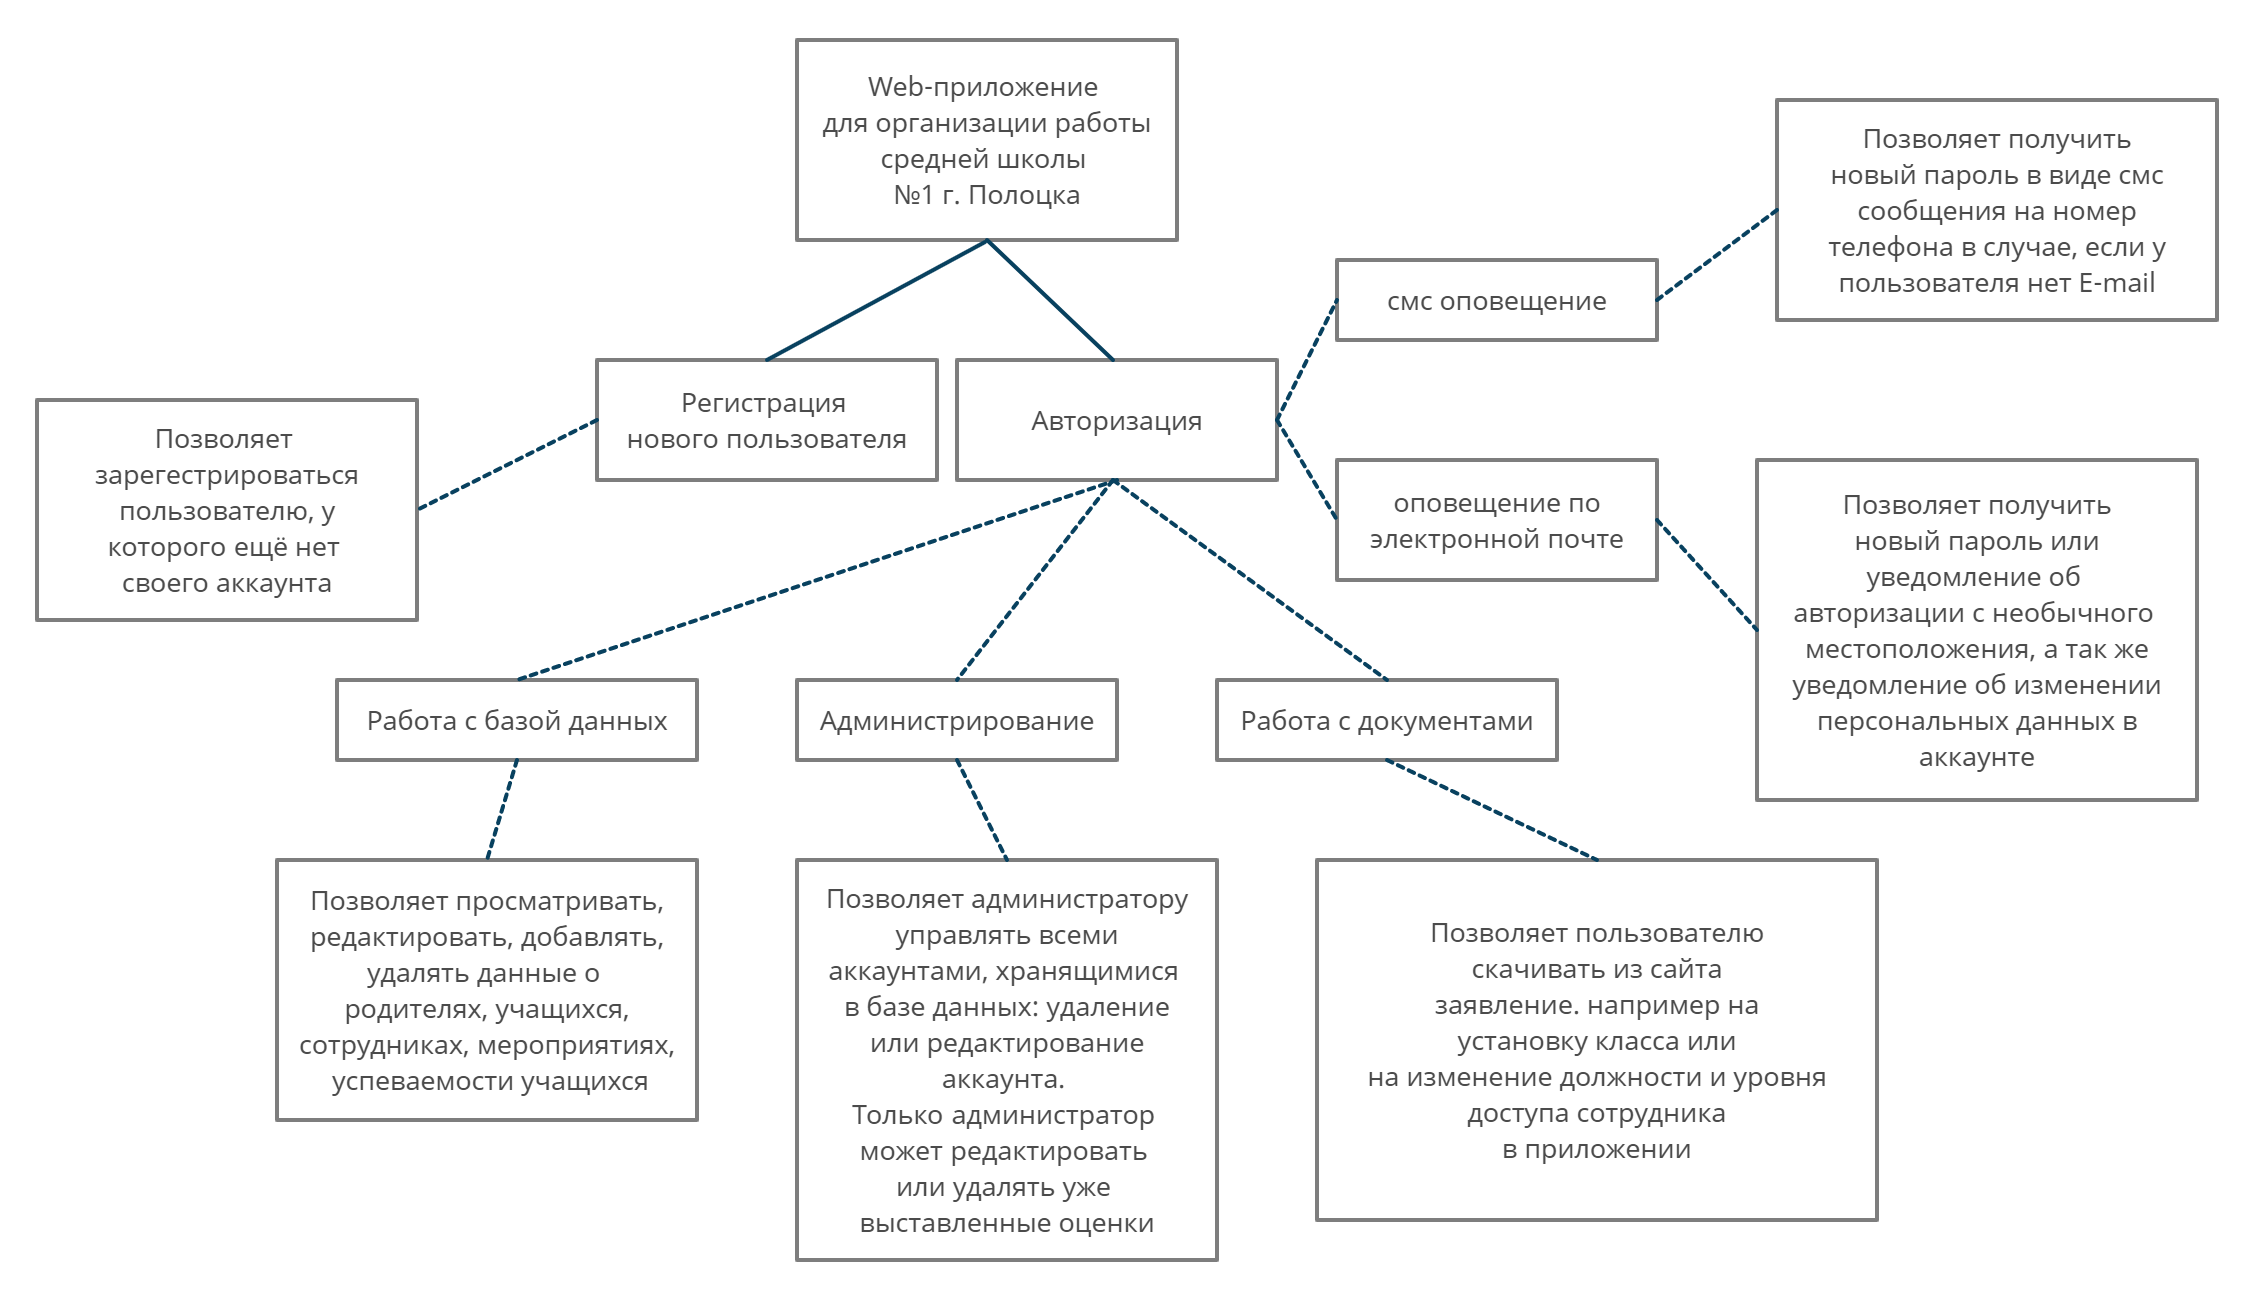 Web-приложение
для организации работы
средней школы
№1 г. Полоцка
Позволяет получить
новый пароль в виде смс
сообщения на номер
телефона в случае, если у
пользователя нет E-mail
смс оповещение
Регистрация
нового пользователя
Авторизация
Позволяет
зарегестрироваться
пользователю, у
которого ещё нет
своего аккаунта
оповещение по
электронной почте
Позволяет получить
новый пароль или
уведомление об
авторизации с необычного
местоположения, а так же
уведомление об изменении
персональных данных в
аккаунте
Работа с базой данных
Администрирование
Работа с документами
Позволяет просматривать,
редактировать, добавлять,
удалять данные о
родителях, учащихся,
сотрудниках, мероприятиях,
успеваемости учащихся
Позволяет администратору
управлять всеми
аккаунтами, хранящимися
в базе данных: удаление
или редактирование
аккаунта.
Только администратор
может редактировать
или удалять уже
выставленные оценки
Позволяет пользователю
скачивать из сайта
заявление. например на
установку класса или
на изменение должности и уровня
доступа сотрудника
в приложении